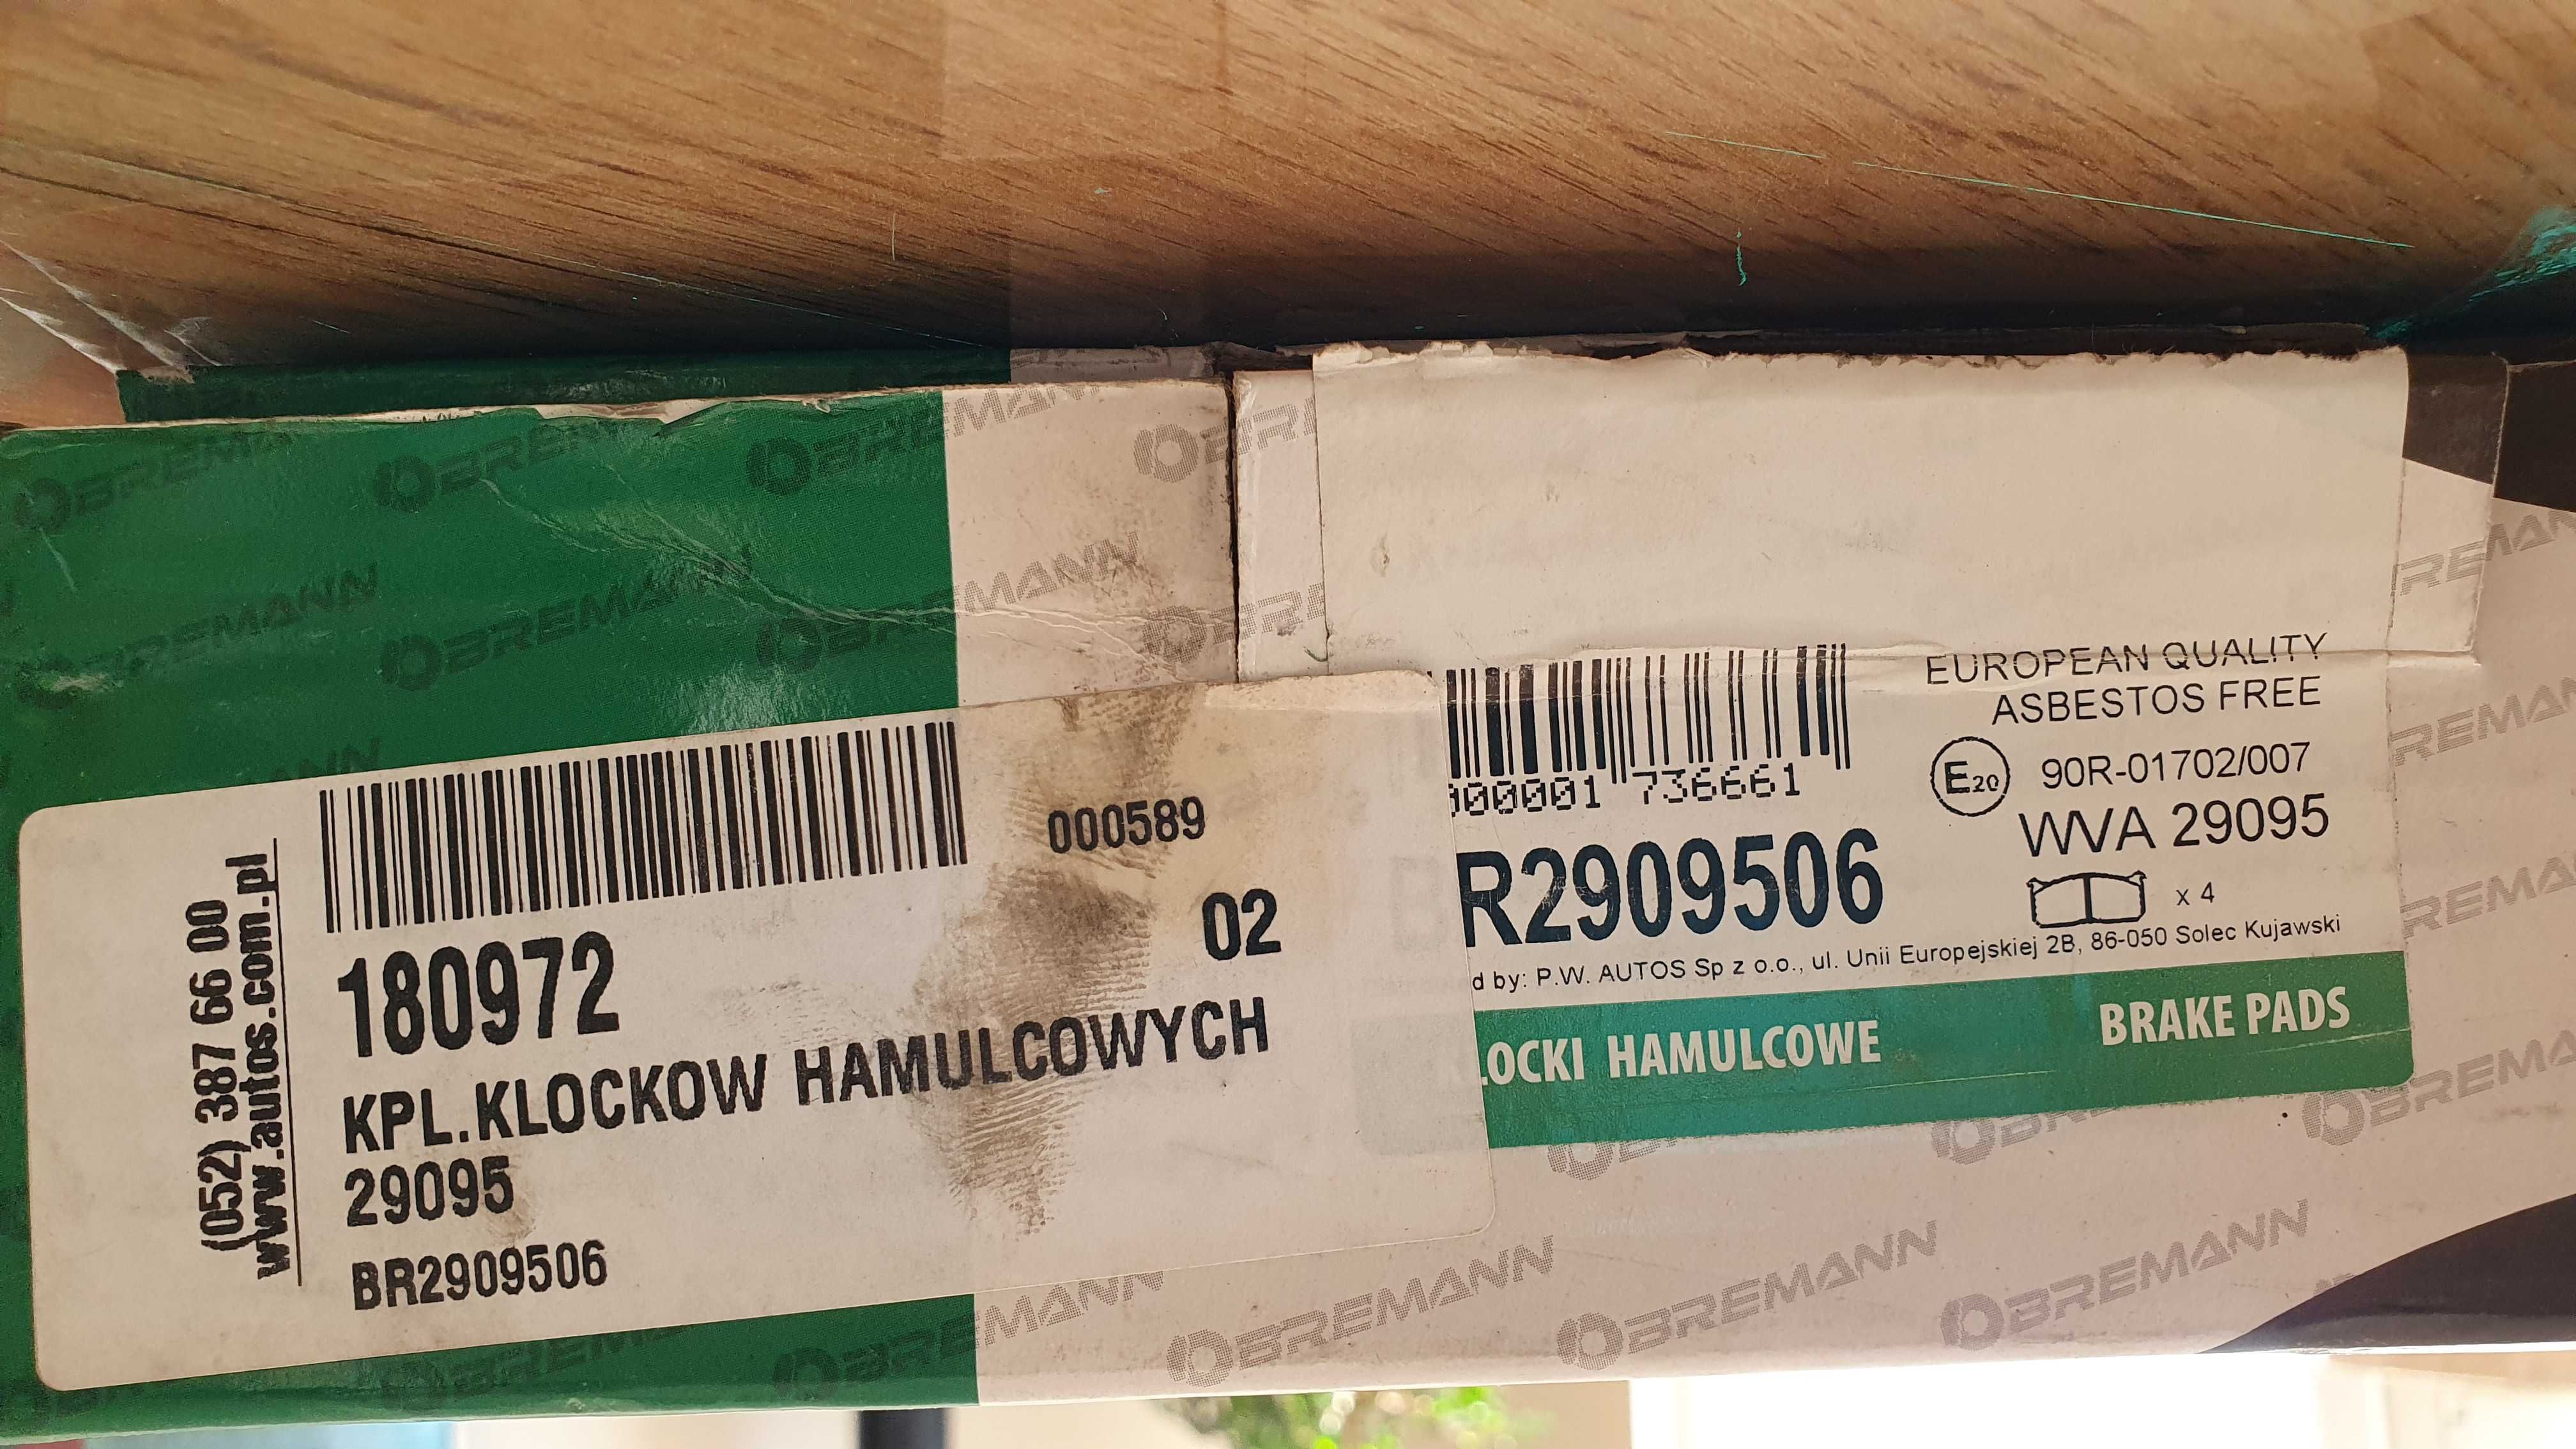 BREMANN
(052) 387 66 00
www.autos.com.pl
000589
180972
02
KPL.KLOCKOW HAMULCOWYCH
29095
BR2909506
EUROPEAN QUALITY
ASBESTOS FREE
000001 736661
E20 90R-01702/007
WVA 29095
x 4
R2909506
d by: P.W. AUTOS Sp z o.o., ul. Unii Europejskiej 2B, 86-050 Solec Kujawski
LOCKI HAMULCOWE
BRAKE PADS
BREMANN
BREMANN
BREMANN